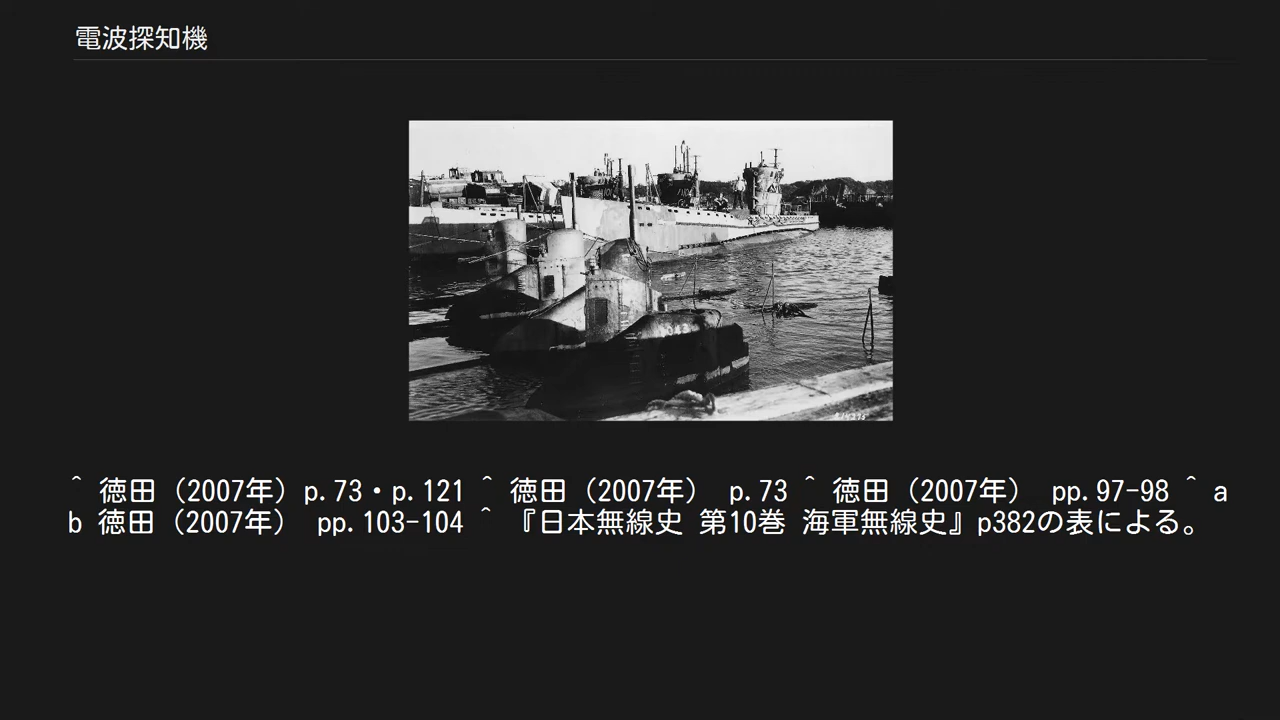 電波探知機
^ 徳田（2007年）p.73・p.121 ^ 徳田（2007年） p.73 ^ 徳田（2007年） pp.97-98 ^ a
b 徳田（2007年） pp.103-104 ^ 『日本無線史 第10巻 海軍無線史』p382の表による。